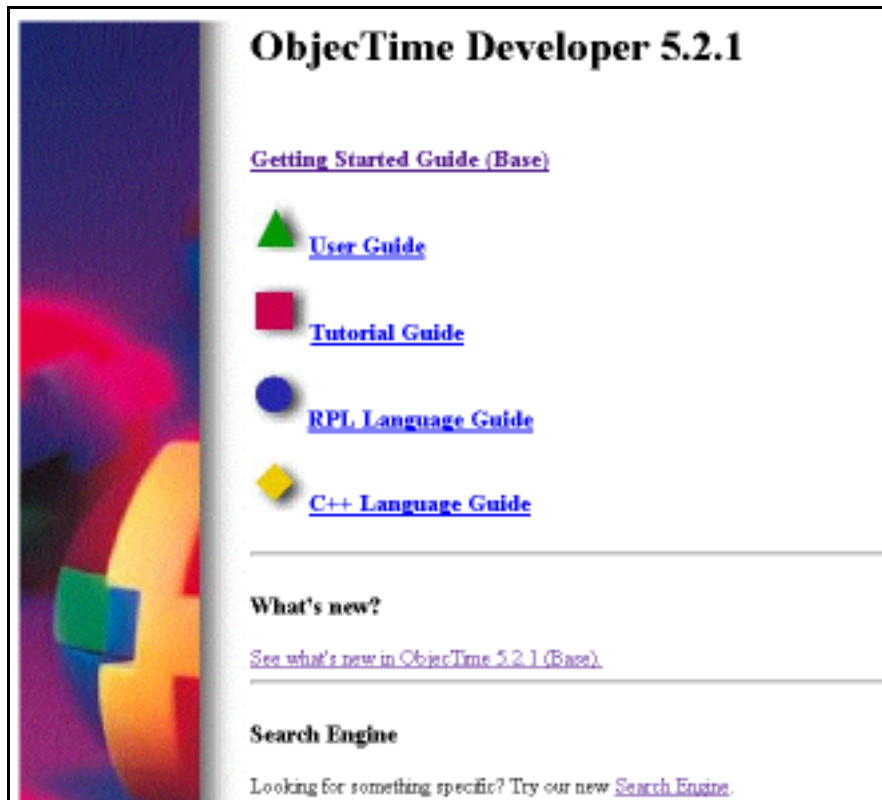 ObjecTime Developer 5.2.1
Getting Started Guide (Base)
User Guide
Tutorial Guide
RPL Language Guide
C++ Language Guide
What's new?
See what's new in ObjecTime 5.2.1 (Base).
Search Engine
Looking for something specific? Try our new Search Engine.